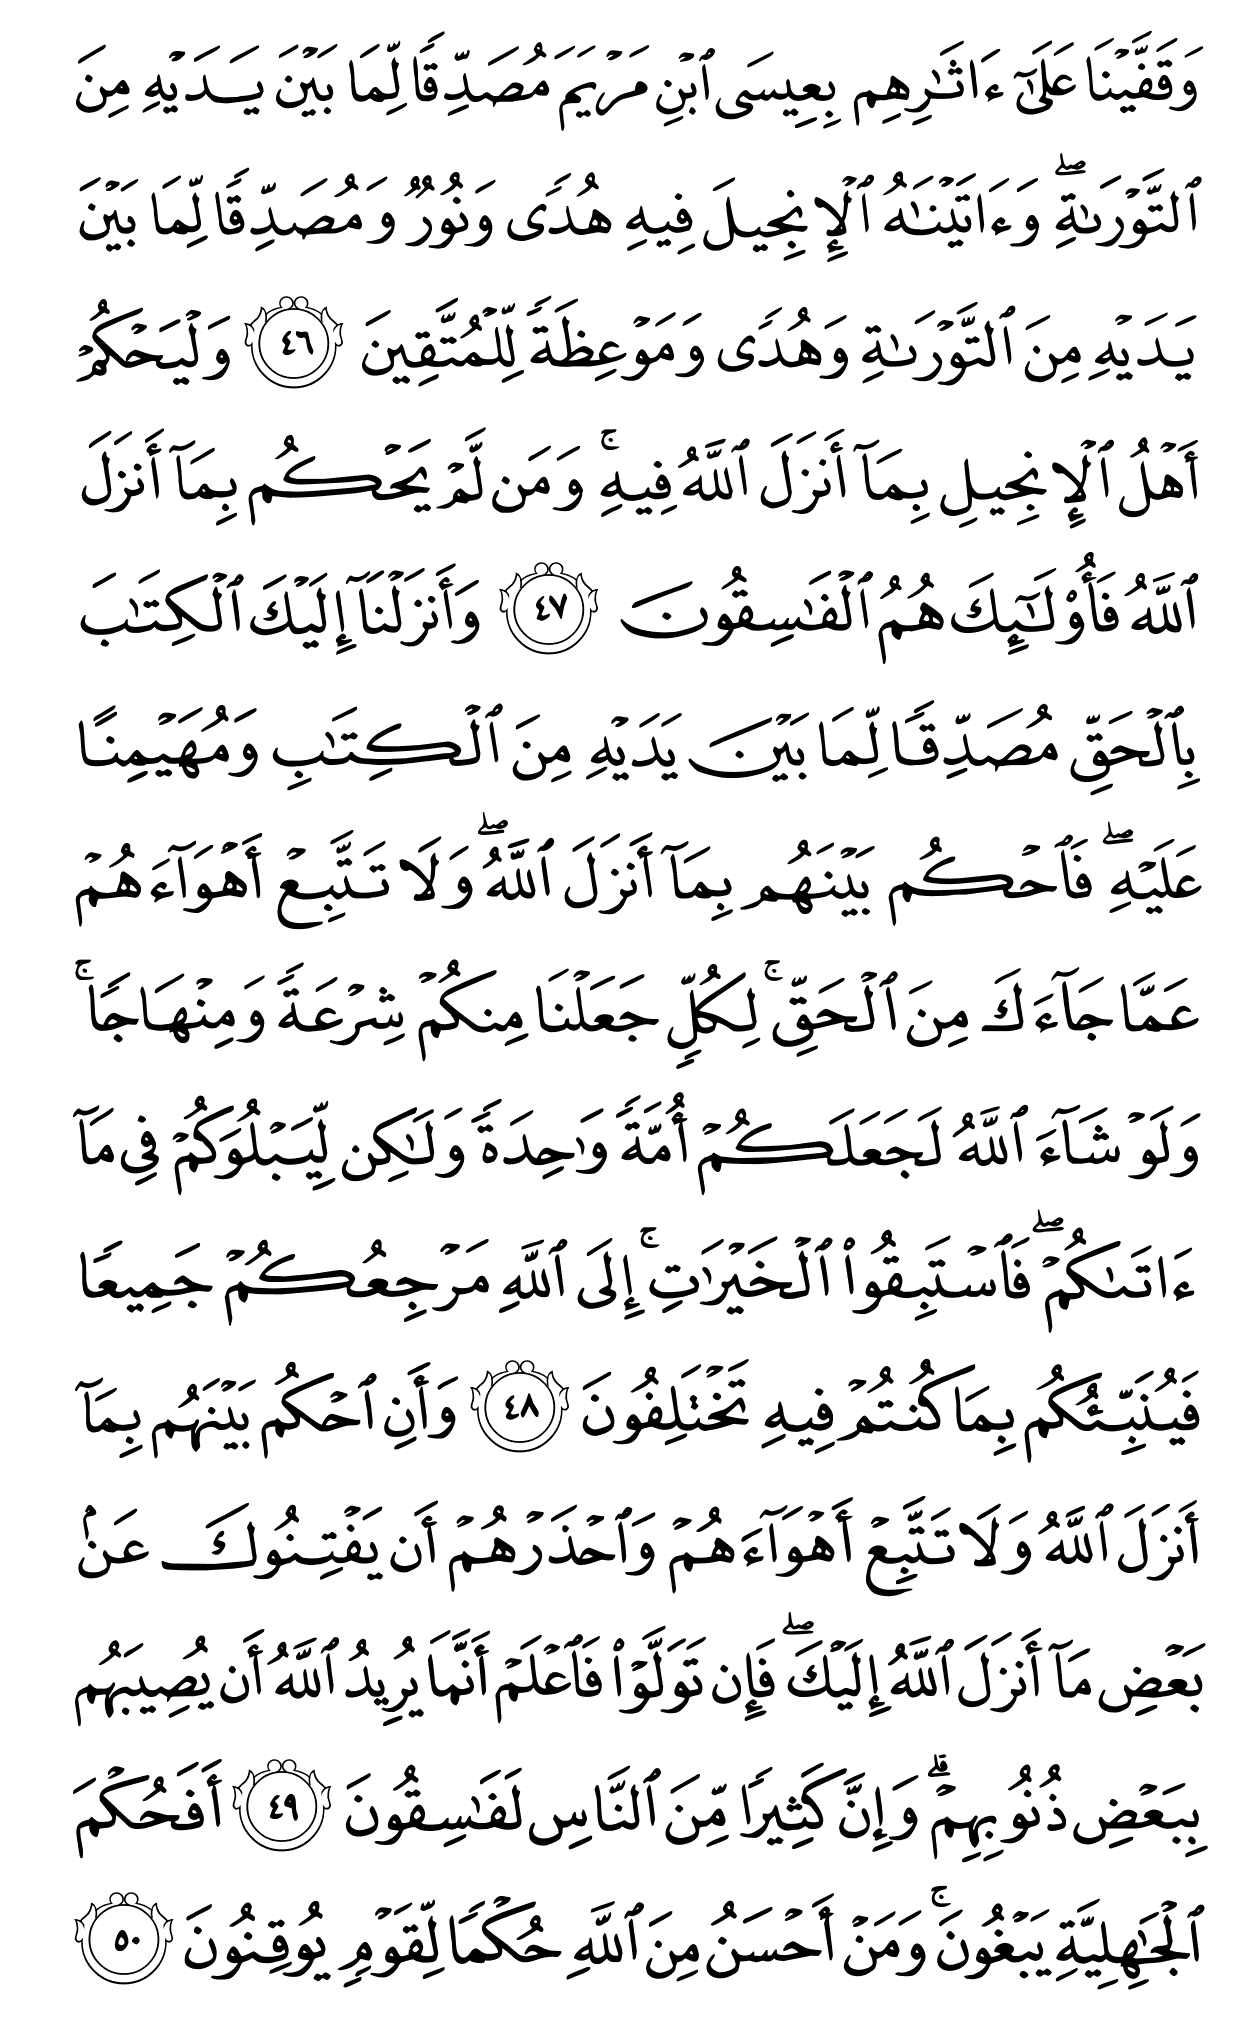 وَقَفَّيْنَا عَلَىٰٓ ءَاثَٰرِهِم بِعِيسَى ٱبْنِ مَرْيَمَ مُصَدِّقًا لِّمَا بَيْنَ يَدَيْهِ مِنَ
ٱلتَّوْرَىٰةِۖ وَءَاتَيْنَٰهُ ٱلْإِنجِيلَ فِيهِ هُدًى وَنُورٌ وَمُصَدِّقًا لِّمَا بَيْنَ
يَدَيْهِ مِنَ ٱلتَّوْرَىٰةِ وَهُدًى وَمَوْعِظَةً لِّلْمُتَّقِينَ ٤٦ وَلْيَحْكُمْ
أَهْلُ ٱلْإِنجِيلِ بِمَآ أَنزَلَ ٱللَّهُ فِيهِۚ وَمَن لَّمْ يَحْكُم بِمَآ أَنزَلَ
ٱللَّهُ فَأُو۟لَٰٓئِكَ هُمُ ٱلْفَٰسِقُونَ ٤٧ وَأَنزَلْنَآ إِلَيْكَ ٱلْكِتَٰبَ
بِٱلْحَقِّ مُصَدِّقًا لِّمَا بَيْنَ يَدَيْهِ مِنَ ٱلْكِتَٰبِ وَمُهَيْمِنًا
عَلَيْهِۖ فَٱحْكُم بَيْنَهُم بِمَآ أَنزَلَ ٱللَّهُۖ وَلَا تَتَّبِعْ أَهْوَآءَهُمْ
عَمَّا جَآءَكَ مِنَ ٱلْحَقِّۚ لِكُلٍّ جَعَلْنَا مِنكُمْ شِرْعَةً وَمِنْهَاجًاۚ
وَلَوْ شَآءَ ٱللَّهُ لَجَعَلَكُمْ أُمَّةً وَٰحِدَةً وَلَٰكِن لِّيَبْلُوَكُمْ فِى مَآ
ءَاتَىٰكُمْۖ فَٱسْتَبِقُوا۟ ٱلْخَيْرَٰتِۚ إِلَى ٱللَّهِ مَرْجِعُكُمْ جَمِيعًا
فَيُنَبِّئُكُم بِمَا كُنتُمْ فِيهِ تَخْتَلِفُونَ ٤٨ وَأَنِ ٱحْكُم بَيْنَهُم بِمَآ
أَنزَلَ ٱللَّهُ وَلَا تَتَّبِعْ أَهْوَآءَهُمْ وَٱحْذَرْهُمْ أَن يَفْتِنُوكَ عَنۢ
بَعْضِ مَآ أَنزَلَ ٱللَّهُ إِلَيْكَۖ فَإِن تَوَلَّوْا۟ فَٱعْلَمْ أَنَّمَا يُرِيدُ ٱللَّهُ أَن يُصِيبَهُم
بِبَعْضِ ذُنُوبِهِمْۗ وَإِنَّ كَثِيرًا مِّنَ ٱلنَّاسِ لَفَٰسِقُونَ ٤٩ أَفَحُكْمَ
ٱلْجَٰهِلِيَّةِ يَبْغُونَۚ وَمَنْ أَحْسَنُ مِنَ ٱللَّهِ حُكْمًا لِّقَوْمٍ يُوقِنُونَ ٥٠